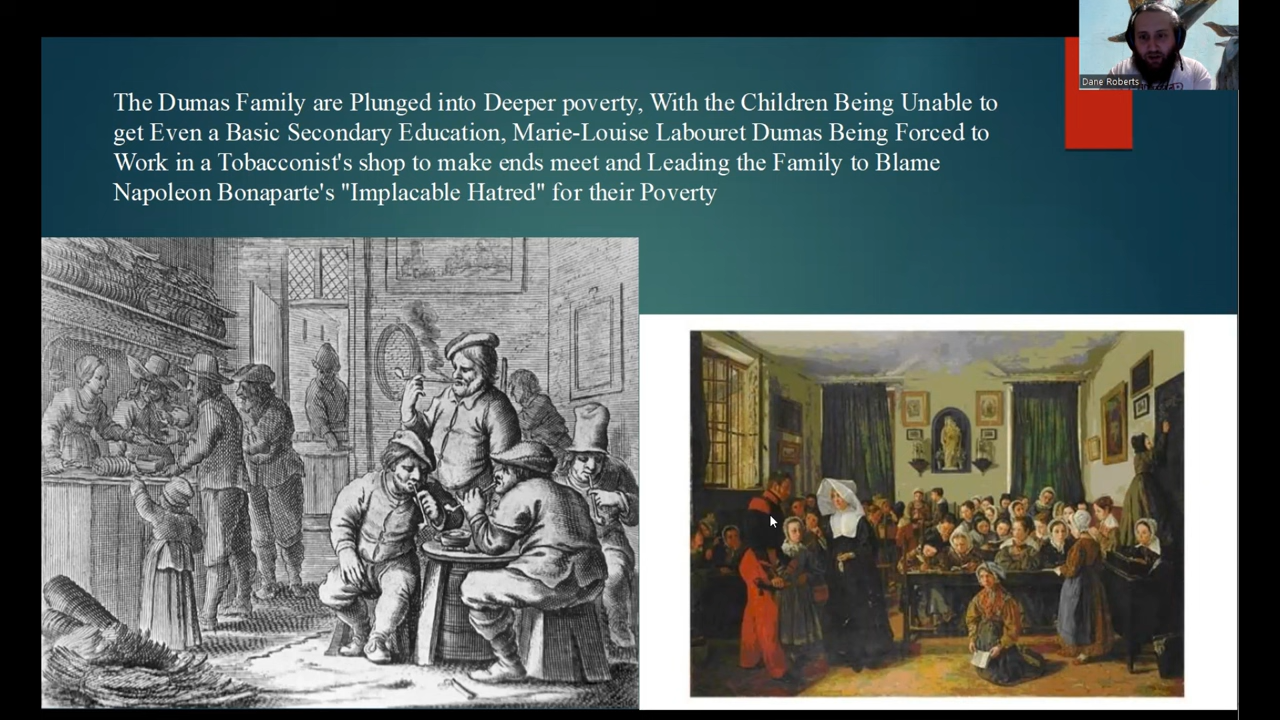 The Dumas Family are Plunged into Deeper poverty, With the Children Being Unable to
get Even a Basic Secondary Education, Marie-Louise Labouret Dumas Being Forced to
Work in a Tobacconist's shop to make ends meet and Leading the Family to Blame
Napoleon Bonaparte's "Implacable Hatred" for their Poverty
Dane Roberts